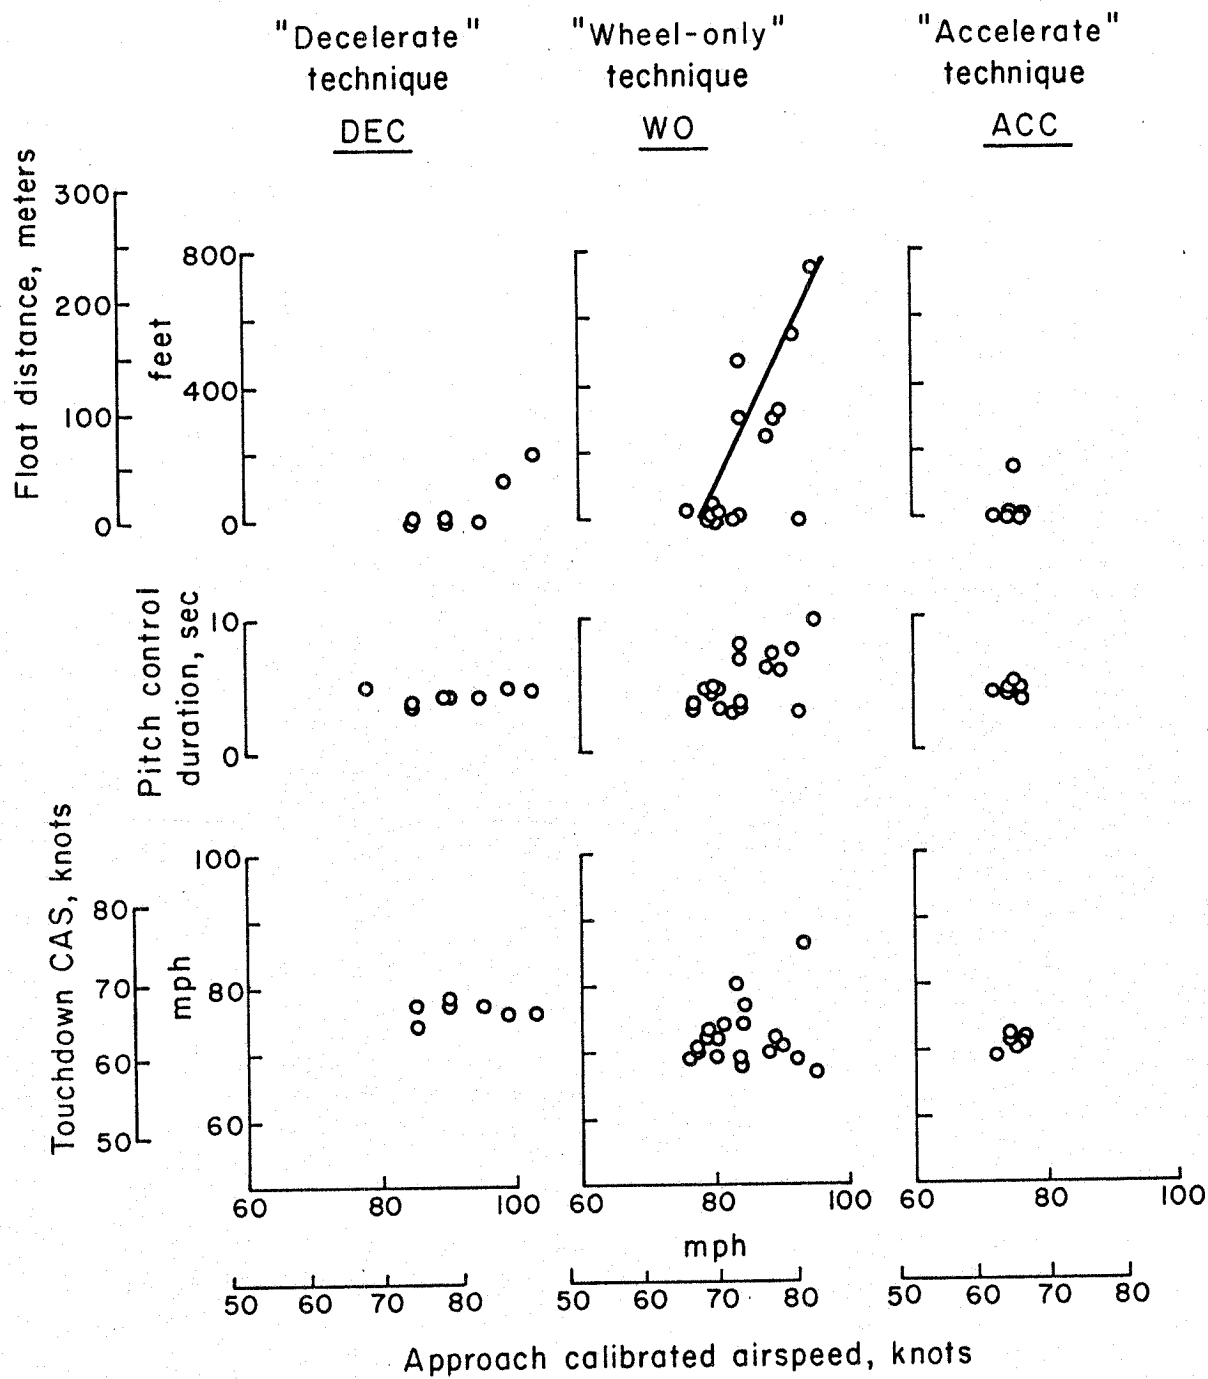 "Decelerate"
technique
DEC
"Wheel-only"
technique
WO
"Accelerate"
technique
ACC
Float distance, meters
300
200
100
0
feet
800
400
0
Pitch control
duration, sec
10
0
Touchdown CAS, knots
80
70
60
50
mph
100
80
60
60 80 100 60 80 100 60 80 100
mph
50 60 70 80 50 60 70 80 50 60 70 80
Approach calibrated airspeed, knots